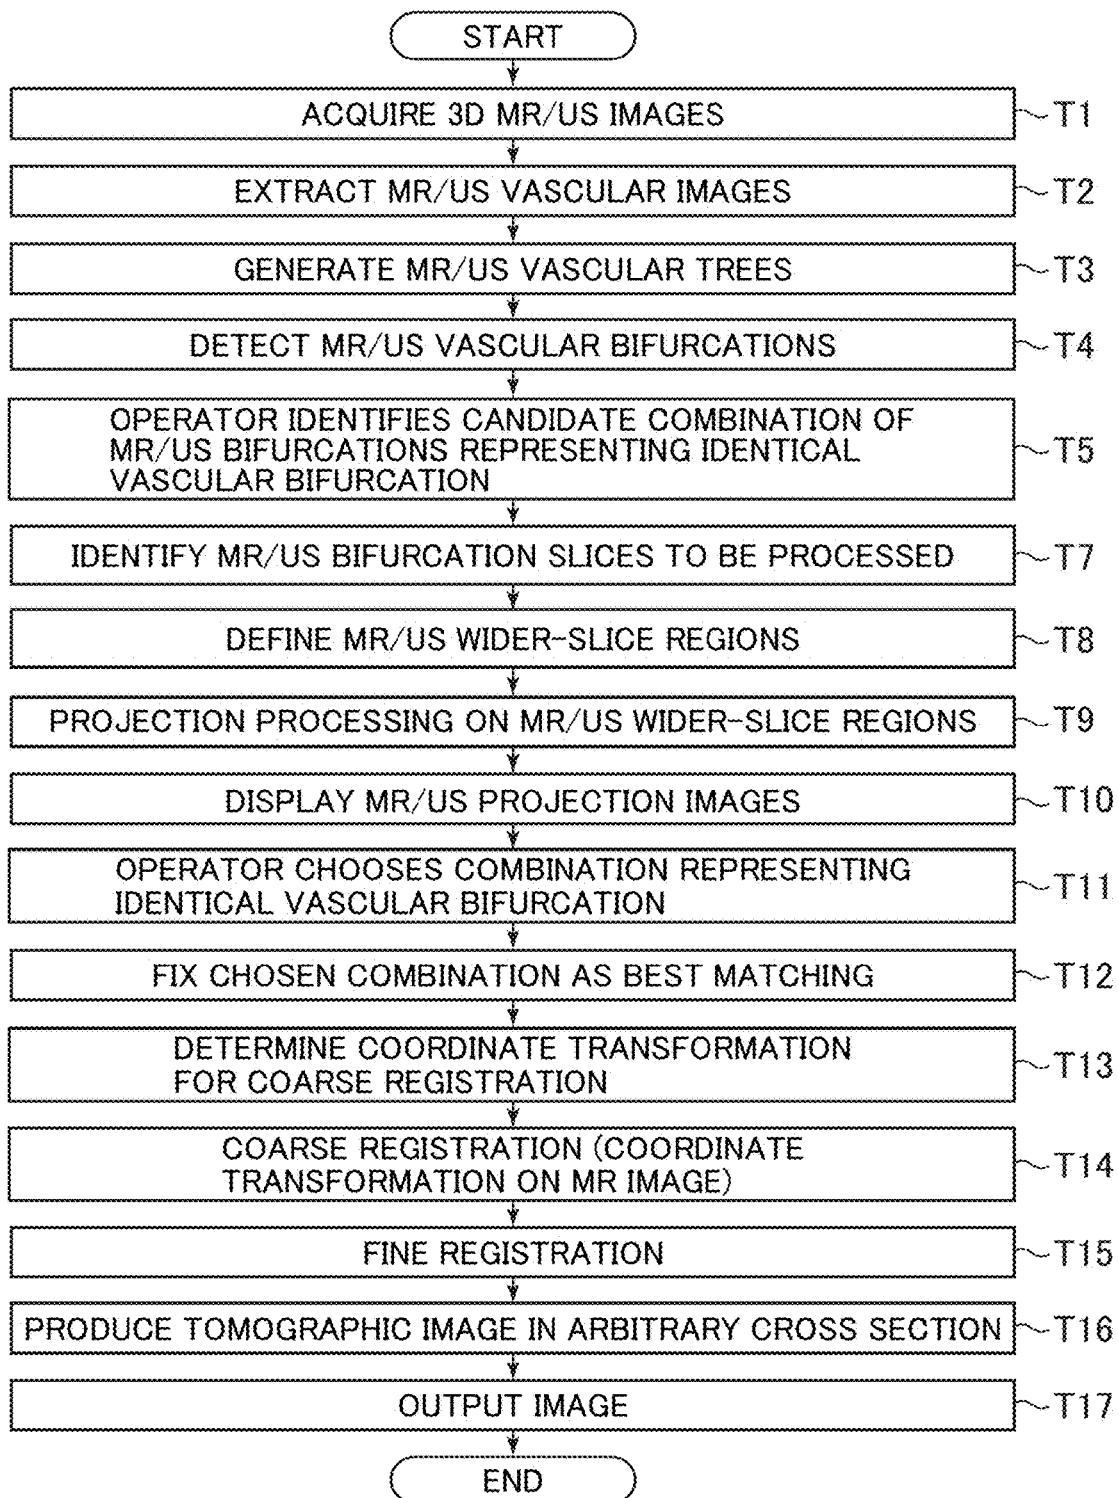 START
ACQUIRE 3D MR/US IMAGES
T1
EXTRACT MR/US VASCULAR IMAGES
T2
GENERATE MR/US VASCULAR TREES
T3
DETECT MR/US VASCULAR BIFURCATIONS
T4
OPERATOR IDENTIFIES CANDIDATE COMBINATION OF
MR/US BIFURCATIONS REPRESENTING IDENTICAL
VASCULAR BIFURCATION
T5
IDENTIFY MR/US BIFURCATION SLICES TO BE PROCESSED
T7
DEFINE MR/US WIDER-SLICE REGIONS
T8
PROJECTION PROCESSING ON MR/US WIDER-SLICE REGIONS
T9
DISPLAY MR/US PROJECTION IMAGES
T10
OPERATOR CHOOSES COMBINATION REPRESENTING
IDENTICAL VASCULAR BIFURCATION
T11
FIX CHOSEN COMBINATION AS BEST MATCHING
T12
DETERMINE COORDINATE TRANSFORMATION
FOR COARSE REGISTRATION
T13
COARSE REGISTRATION (COORDINATE
TRANSFORMATION ON MR IMAGE)
T14
FINE REGISTRATION
T15
PRODUCE TOMOGRAPHIC IMAGE IN ARBITRARY CROSS SECTION
T16
OUTPUT IMAGE
T17
END